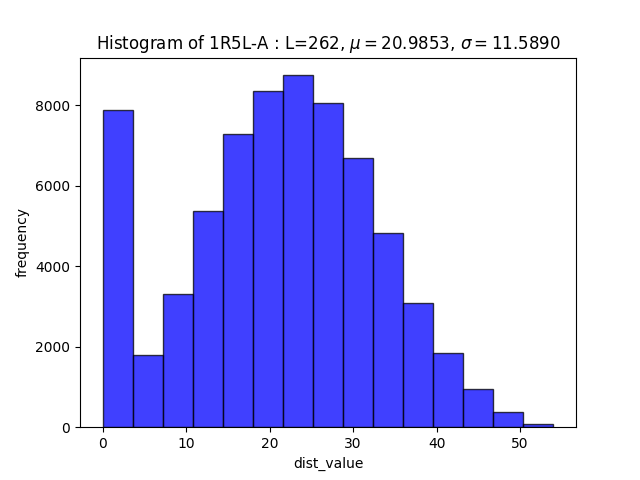 Histogram of 1R5L-A : L=262, μ = 20.9853, σ = 11.5890
8000
6000
4000
2000
0
frequency
0 10 20 30 40 50
dist_value